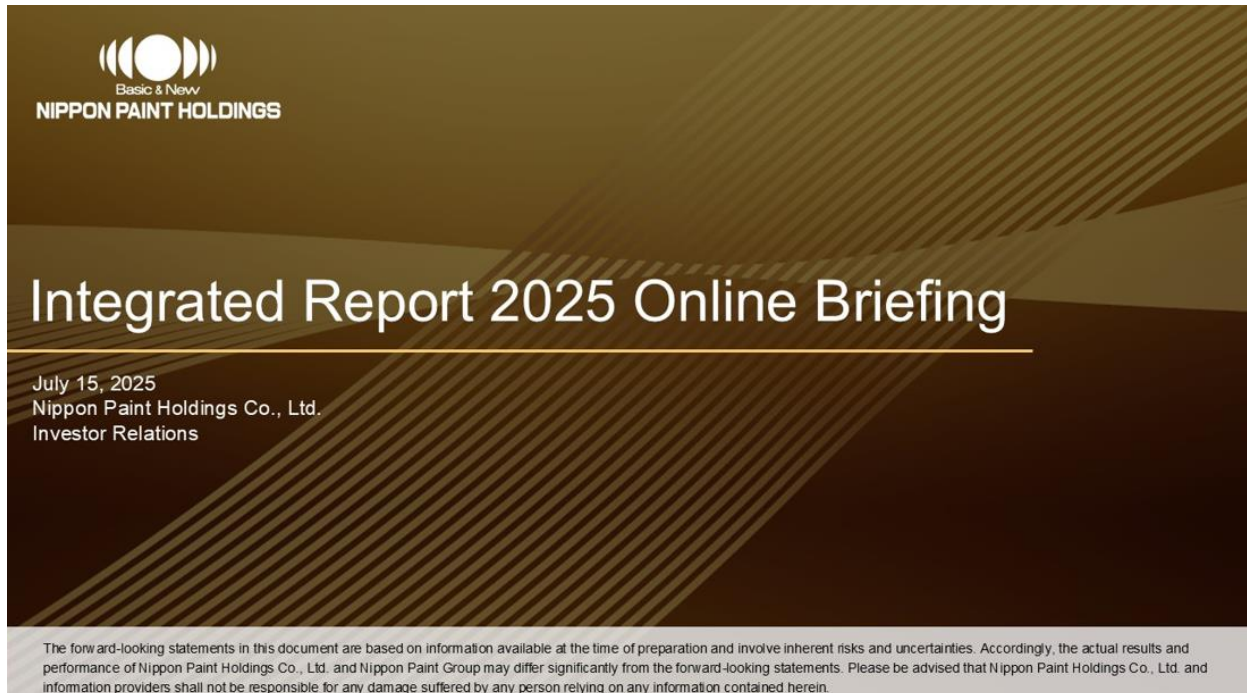 Basic & New
NIPPON PAINT HOLDINGS
Integrated Report 2025 Online Briefing
July 15, 2025
Nippon Paint Holdings Co., Ltd.
Investor Relations
The forward-looking statements in this document are based on information available at the time of preparation and involve inherent risks and uncertainties. Accordingly, the actual results and
performance of Nippon Paint Holdings Co., Ltd. and Nippon Paint Group may differ significantly from the forward-looking statements. Please be advised that Nippon Paint Holdings Co., Ltd. and
information providers shall not be responsible for any damage suffered by any person relying on any information contained herein.